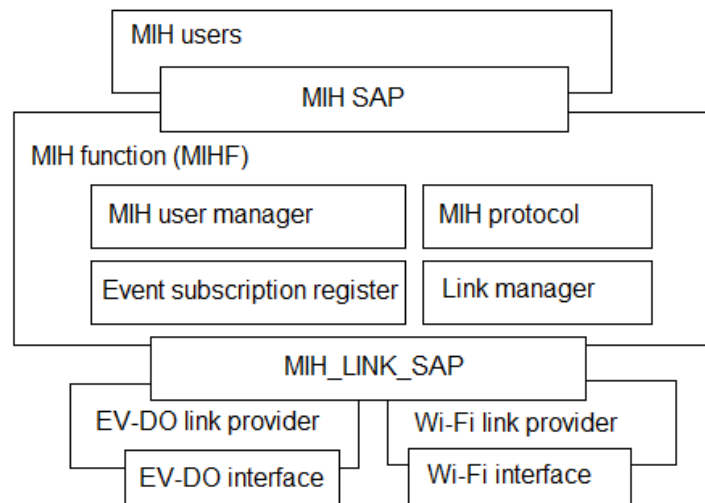 MIH users
MIH SAP
MIH function (MIHF)
MIH user manager
MIH protocol
Event subscription register
Link manager
MIH_LINK_SAP
EV-DO link provider
Wi-Fi link provider
EV-DO interface
Wi-Fi interface